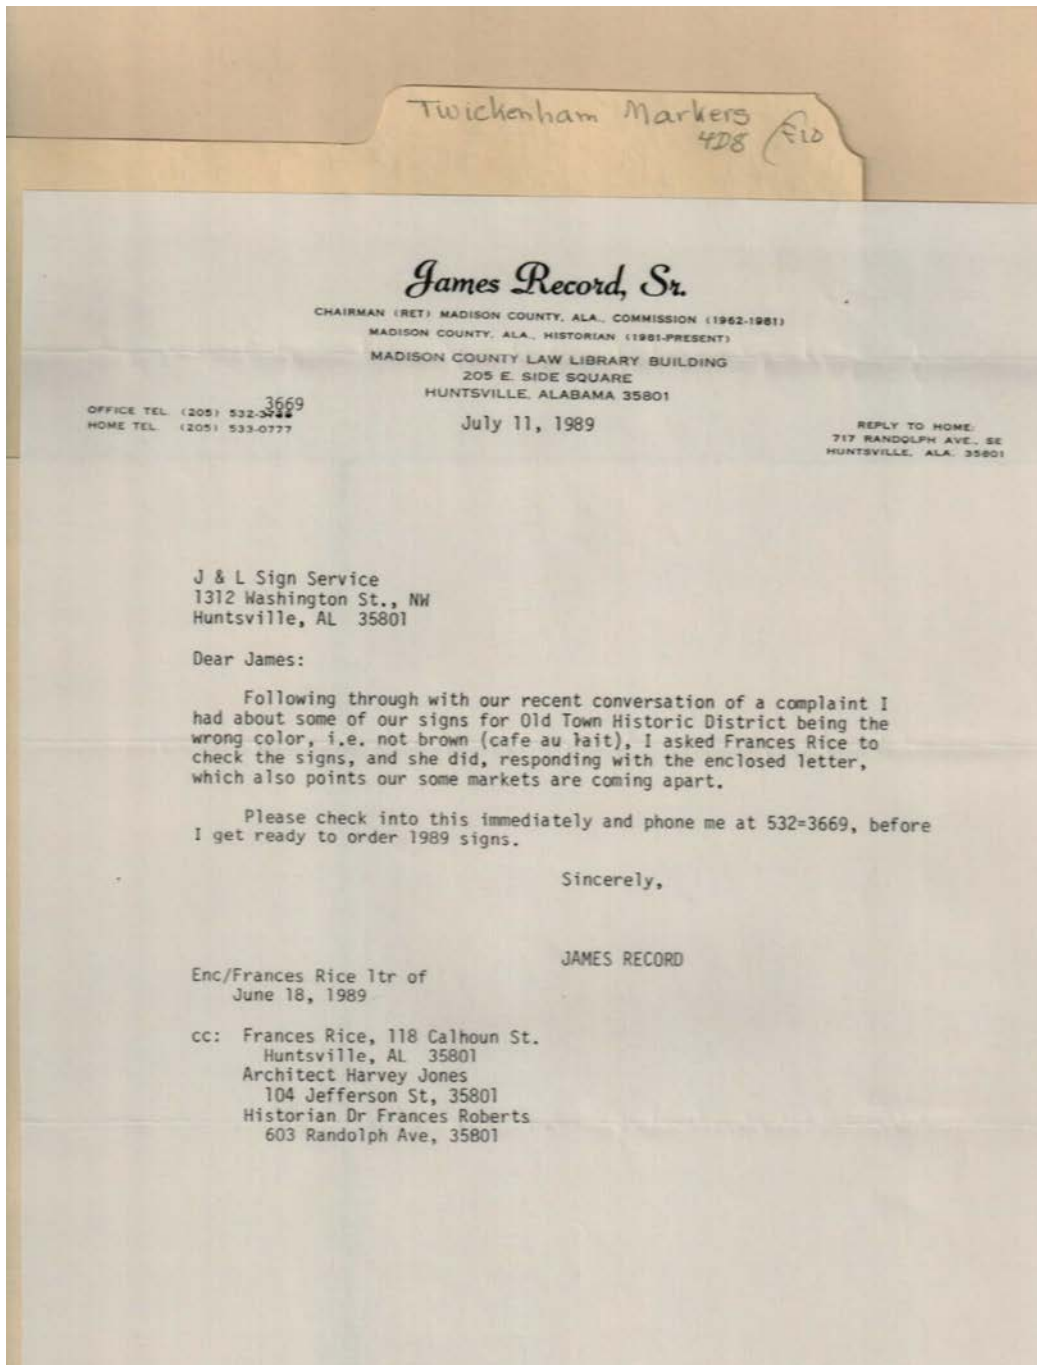 Twickenham Markers
4D8
James Record, Sr.
CHAIRMAN (RET) MADISON COUNTY, ALA., COMMISSION (1962-1981)
MADISON COUNTY, ALA., HISTORIAN (1981-PRESENT)
MADISON COUNTY LAW LIBRARY BUILDING
205 E. SIDE SQUARE
HUNTSVILLE, ALABAMA 35801
3669
OFFICE TEL. (205) 532-
HOME TEL. (205) 533-0777
July 11, 1989
REPLY TO HOME:
717 RANDOLPH AVE., SE
HUNTSVILLE, ALA. 35801
J & L Sign Service
1312 Washington St., NW
Huntsville, AL 35801
Dear James:
Following through with our recent conversation of a complaint I
had about some of our signs for Old Town Historic District being the
wrong color, i.e. not brown (cafe au lait), I asked Frances Rice to
check the signs, and she did, responding with the enclosed letter,
which also points our some markets are coming apart.
Please check into this immediately and phone me at 532=3669, before
I get ready to order 1989 signs.
Sincerely,
JAMES RECORD
Enc/Frances Rice ltr of
June 18, 1989
cc: Frances Rice, 118 Calhoun St.
Huntsville, AL 35801
Architect Harvey Jones
104 Jefferson St, 35801
Historian Dr Frances Roberts
603 Randolph Ave, 35801